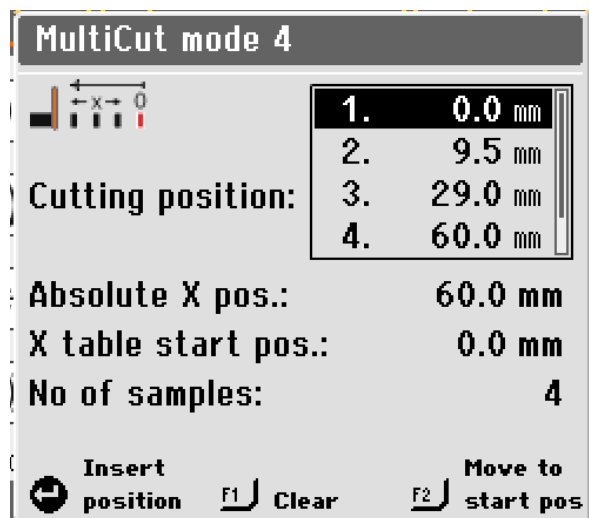 MultiCut mode 4
←x→ 0
Cutting position:
1. 0.0 mm
2. 9.5 mm
3. 29.0 mm
4. 60.0 mm
Absolute X pos.: 60.0 mm
X table start pos.: 0.0 mm
No of samples: 4
Insert position
F1 Clear
F2 Move to start pos